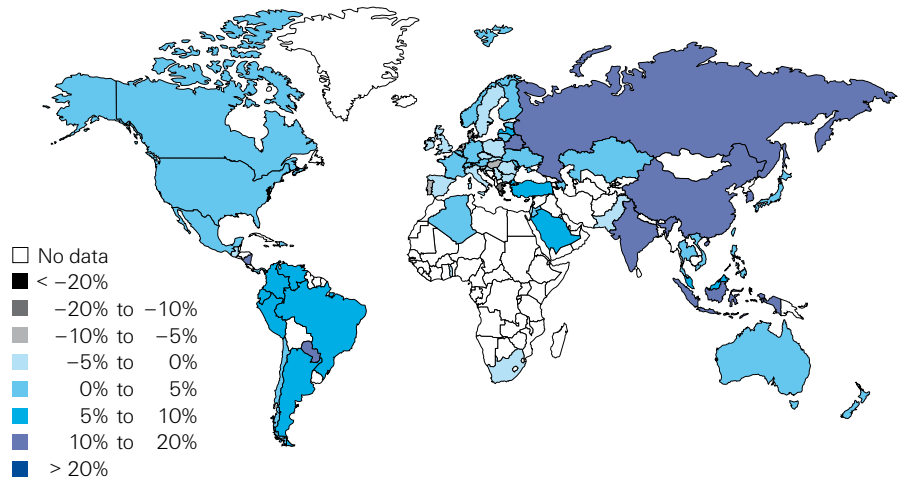 No data
< −20%
−20% to −10%
−10% to −5%
−5% to 0%
0% to 5%
5% to 10%
10% to 20%
> 20%